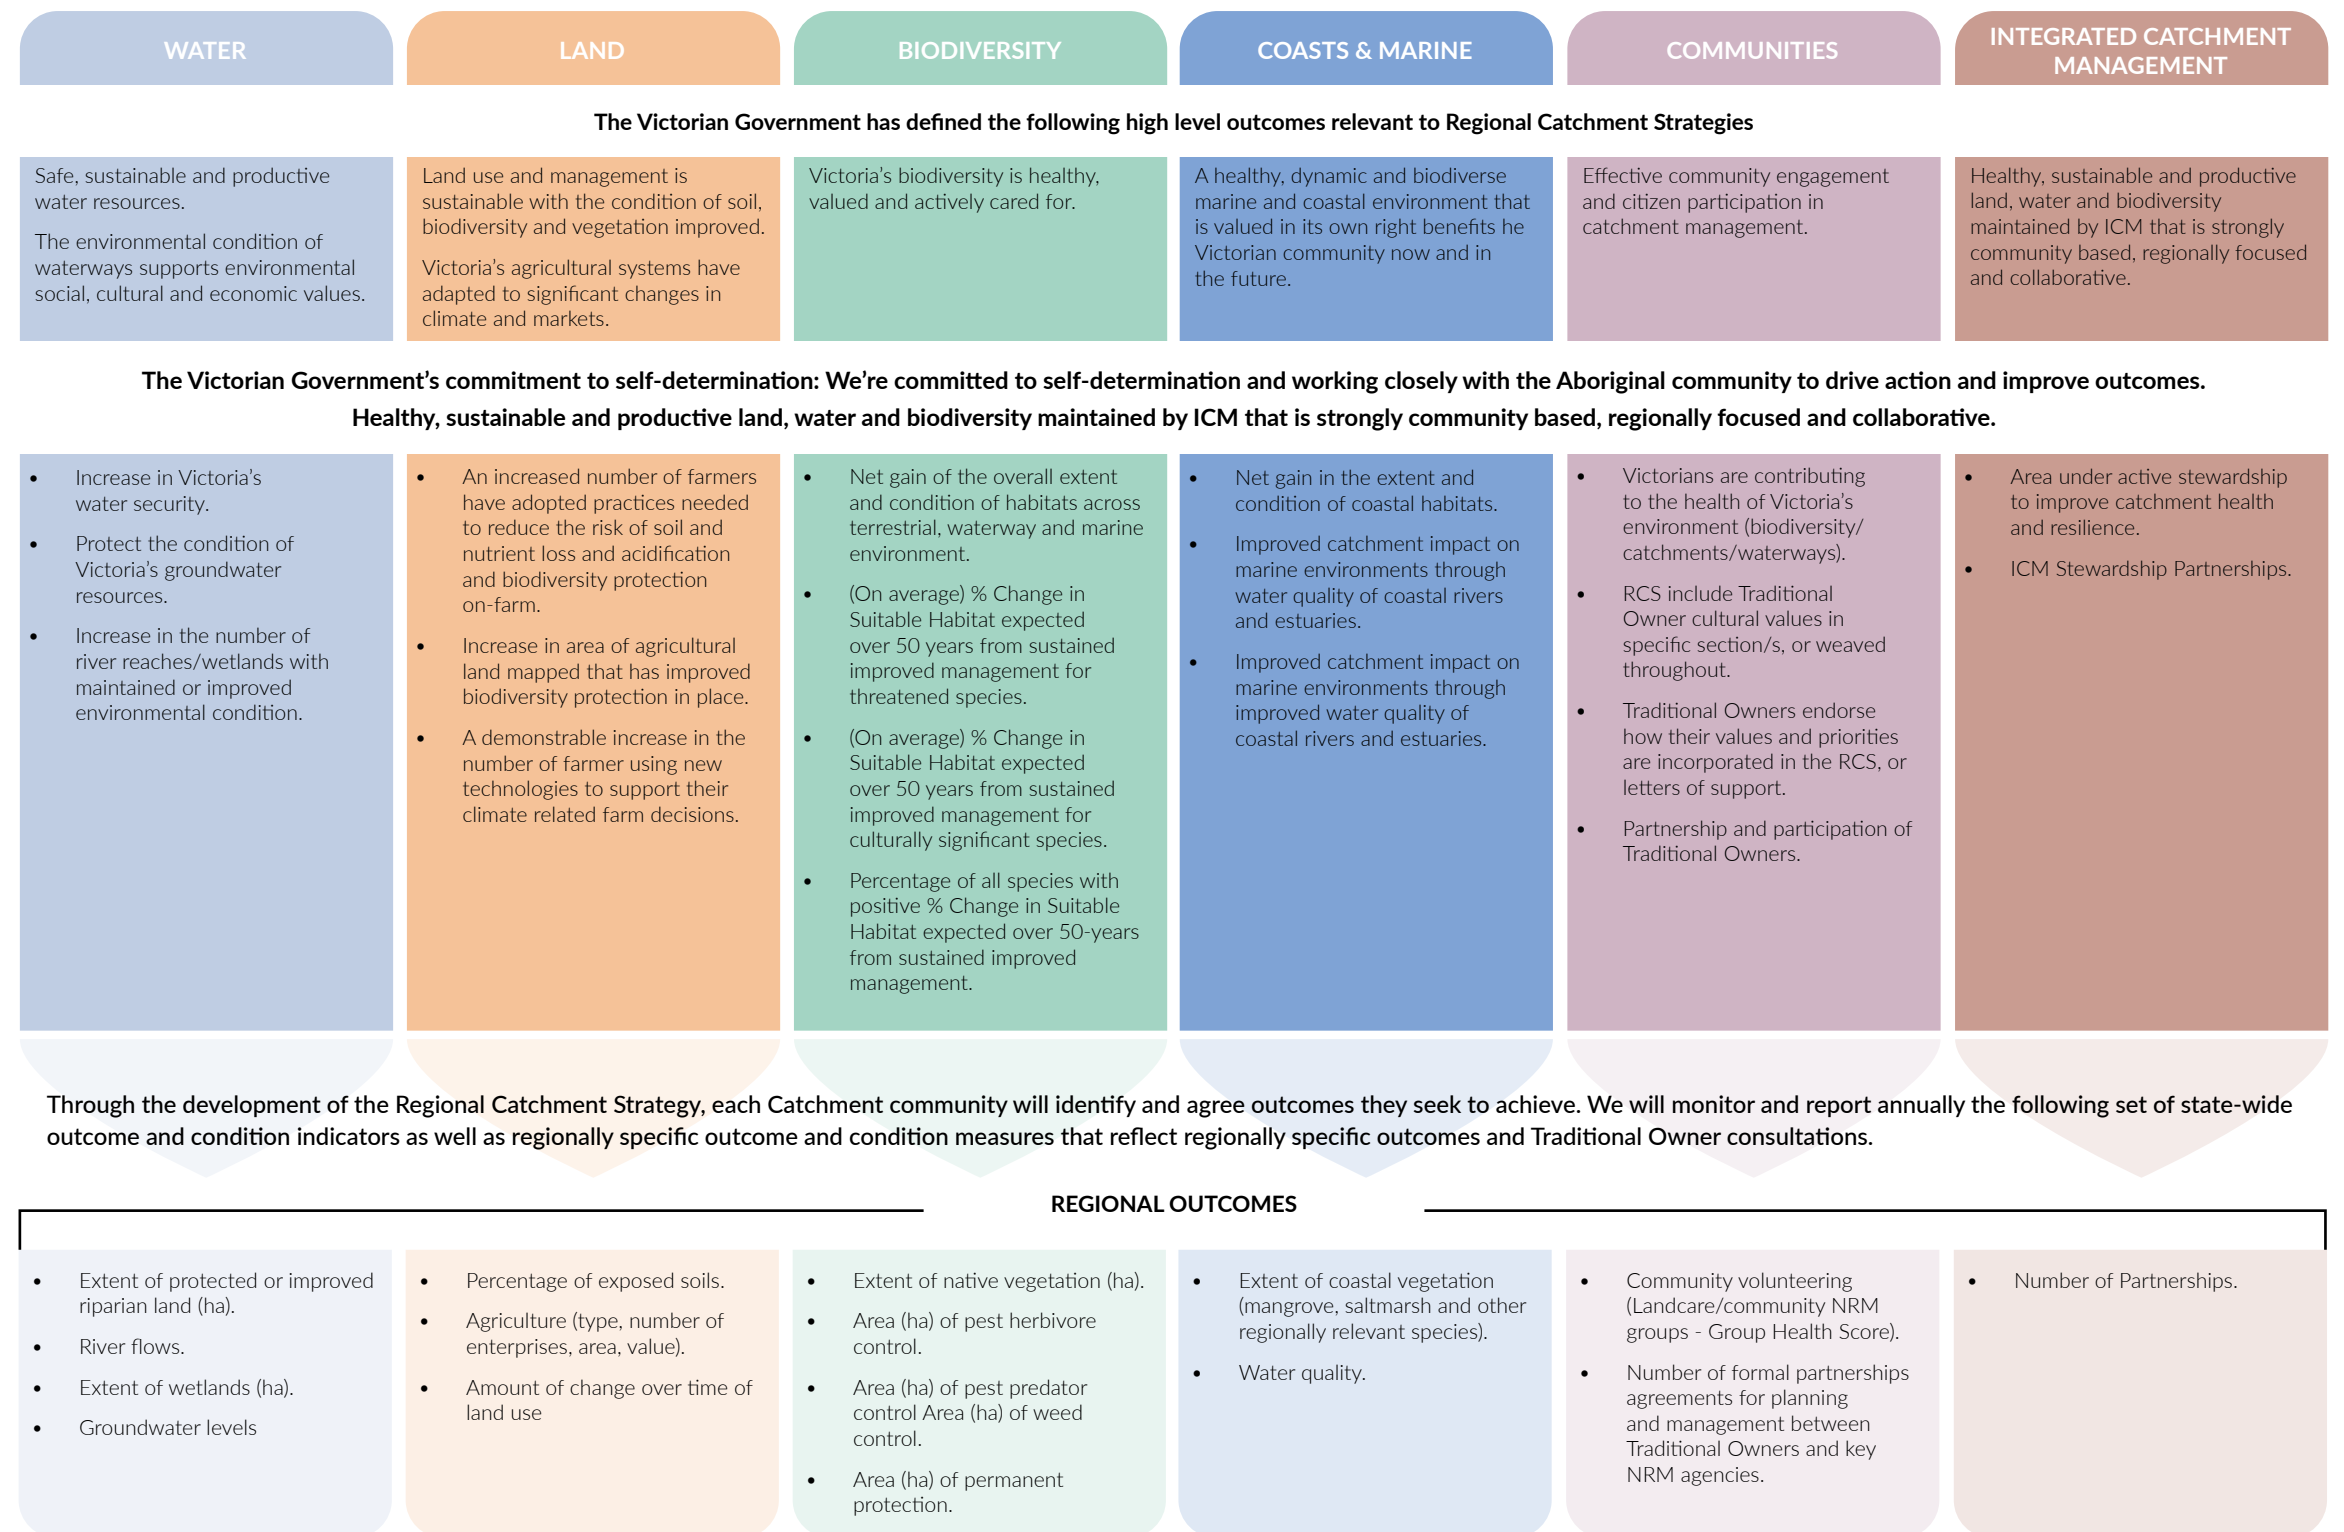 WATER
LAND
BIODIVERSITY
COASTS & MARINE
COMMUNITIES
INTEGRATED CATCHMENT
MANAGEMENT
The Victorian Government has defined the following high level outcomes relevant to Regional Catchment Strategies
Safe, sustainable and productive
water resources.
The environmental condition of
waterways supports environmental
social, cultural and economic values.
Land use and management is
sustainable with the condition of soil,
biodiversity and vegetation improved.
Victoria's agricultural systems have
adapted to significant changes in
climate and markets.
Victoria's biodiversity is healthy,
valued and actively cared for.
A healthy, dynamic and biodiverse
marine and coastal environment that
is valued in its own right benefits he
Victorian community now and in
the future.
Effective community engagement
and citizen participation in
catchment management.
Healthy, sustainable and productive
land, water and biodiversity
maintained by ICM that is strongly
community based, regionally focused
and collaborative.
The Victorian Government's commitment to self-determination: We're committed to self-determination and working closely with the Aboriginal community to drive action and improve outcomes.
Healthy, sustainable and productive land, water and biodiversity maintained by ICM that is strongly community based, regionally focused and collaborative.
• Increase in Victoria's
water security.
• Protect the condition of
Victoria's groundwater
resources.
• Increase in the number of
river reaches/wetlands with
maintained or improved
environmental condition.
• An increased number of farmers
have adopted practices needed
to reduce the risk of soil and
nutrient loss and acidification
and biodiversity protection
on-farm.
• Increase in area of agricultural
land mapped that has improved
biodiversity protection in place.
• A demonstrable increase in the
number of farmer using new
technologies to support their
climate related farm decisions.
• Net gain of the overall extent
and condition of habitats across
terrestrial, waterway and marine
environment.
• (On average) % Change in
Suitable Habitat expected
over 50 years from sustained
improved management for
threatened species.
• (On average) % Change in
Suitable Habitat expected
over 50 years from sustained
improved management for
culturally significant species.
• Percentage of all species with
positive % Change in Suitable
Habitat expected over 50-years
from sustained improved
management.
• Net gain in the extent and
condition of coastal habitats.
• Improved catchment impact on
marine environments through
water quality of coastal rivers
and estuaries.
• Improved catchment impact on
marine environments through
improved water quality of
coastal rivers and estuaries.
• Victorians are contributing
to the health of Victoria's
environment (biodiversity/
catchments/waterways).
• RCS include Traditional
Owner cultural values in
specific section/s, or weaved
throughout.
• Traditional Owners endorse
how their values and priorities
are incorporated in the RCS, or
letters of support.
• Partnership and participation of
Traditional Owners.
• Area under active stewardship
to improve catchment health
and resilience.
• ICM Stewardship Partnerships.
Through the development of the Regional Catchment Strategy, each Catchment community will identify and agree outcomes they seek to achieve. We will monitor and report annually the following set of state-wide
outcome and condition indicators as well as regionally specific outcome and condition measures that reflect regionally specific outcomes and Traditional Owner consultations.
REGIONAL OUTCOMES
• Extent of protected or improved
riparian land (ha).
• River flows.
• Extent of wetlands (ha).
• Groundwater levels
• Percentage of exposed soils.
• Agriculture (type, number of
enterprises, area, value).
• Amount of change over time of
land use
• Extent of native vegetation (ha).
• Area (ha) of pest herbivore
control.
• Area (ha) of pest predator
control Area (ha) of weed
control.
• Area (ha) of permanent
protection.
• Extent of coastal vegetation
(mangrove, saltmarsh and other
regionally relevant species).
• Water quality.
• Community volunteering
(Landcare/community NRM
groups - Group Health Score).
• Number of formal partnerships
agreements for planning
and management between
Traditional Owners and key
NRM agencies.
• Number of Partnerships.